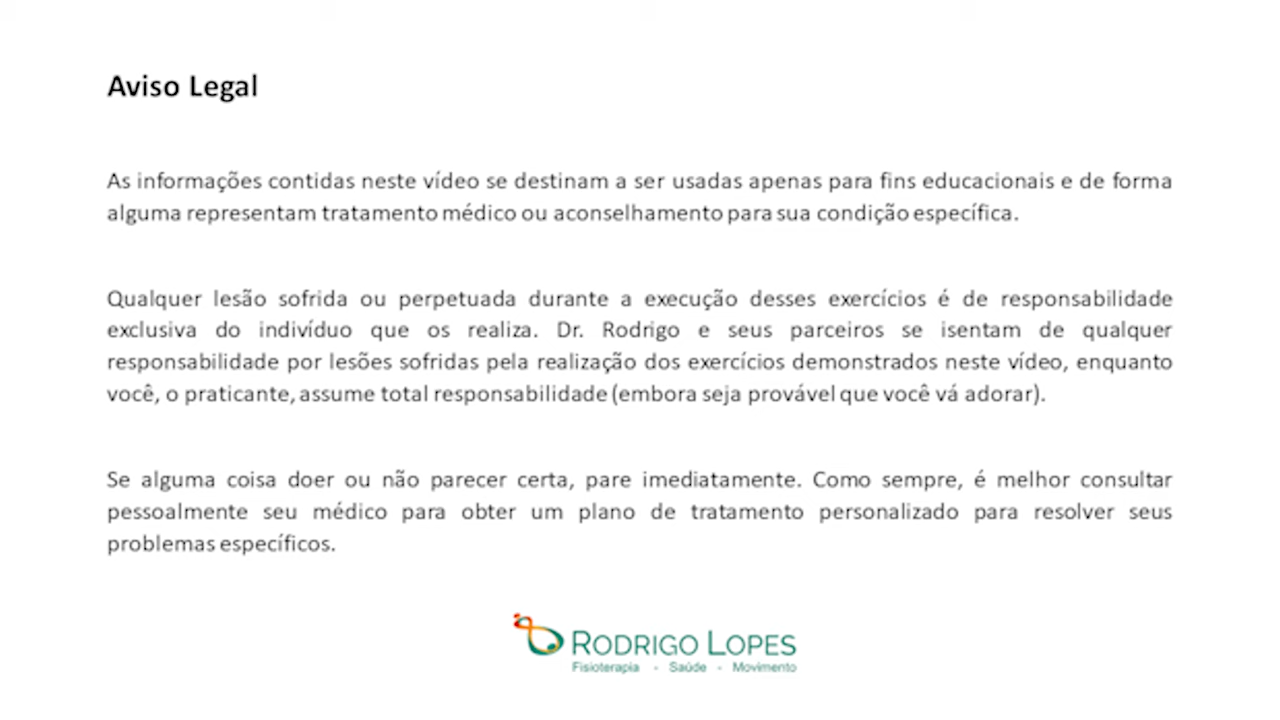 Aviso Legal
As informações contidas neste vídeo se destinam a ser usadas apenas para fins educacionais e de forma
alguma representam tratamento médico ou aconselhamento para sua condição específica.
Qualquer lesão sofrida ou perpetuada durante a execução desses exercícios é de responsabilidade
exclusiva do indivíduo que os realiza. Dr. Rodrigo e seus parceiros se isentam de qualquer
responsabilidade por lesões sofridas pela realização dos exercícios demonstrados neste vídeo, enquanto
você, o praticante, assume total responsabilidade (embora seja provável que você vá adorar).
Se alguma coisa doer ou não parecer certa, pare imediatamente. Como sempre, é melhor consultar
pessoalmente seu médico para obter um plano de tratamento personalizado para resolver seus
problemas específicos.
RODRIGO LOPES
Fisioterapia - Saúde - Movimento